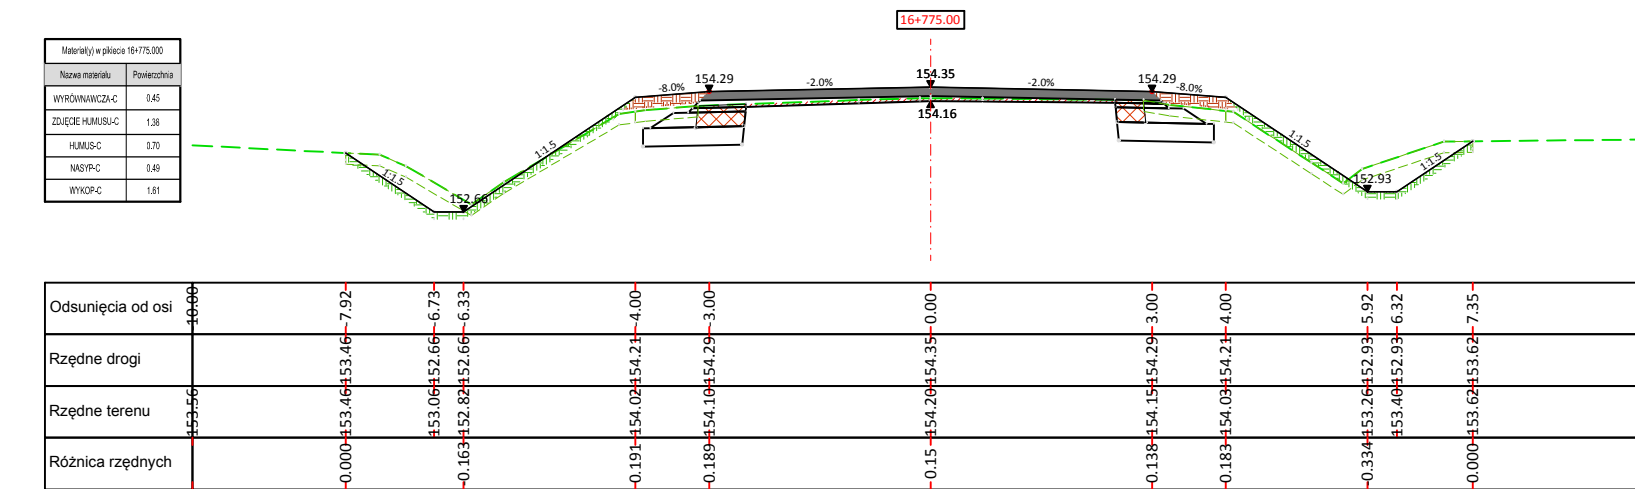 16+775.00
Materiał(y) w pikiecie 16+775.000
Nazwa materiału Powierzchnia
WYRÓWNAWCZA-C 0.45
ZDJĘCIE HUMUSU-C 1.38
HUMUS-C 0.70
NASYP-C 0.49
WYKOP-C 1.61
-8.0% 154.29 -2.0% 154.35 -2.0% 154.29 -8.0%
154.16
1:1.5 1:1.5 1:1.5 1:1.5
152.66 152.93
Odsunięcia od osi 10.00 -7.92 -6.73 -6.33 -4.00 -3.00 0.00 3.00 4.00 5.92 6.32 7.35
Rzędne drogi 153.46 152.66 152.66 154.21 154.29 154.35 154.29 154.21 152.93 152.93 153.62
Rzędne terenu 153.56 153.46 153.06 152.82 154.02 154.10 154.20 154.15 154.03 153.26 153.40 153.62
Różnica rzędnych 0.000 -0.163 0.191 0.189 0.15 0.138 0.183 -0.334 0.000